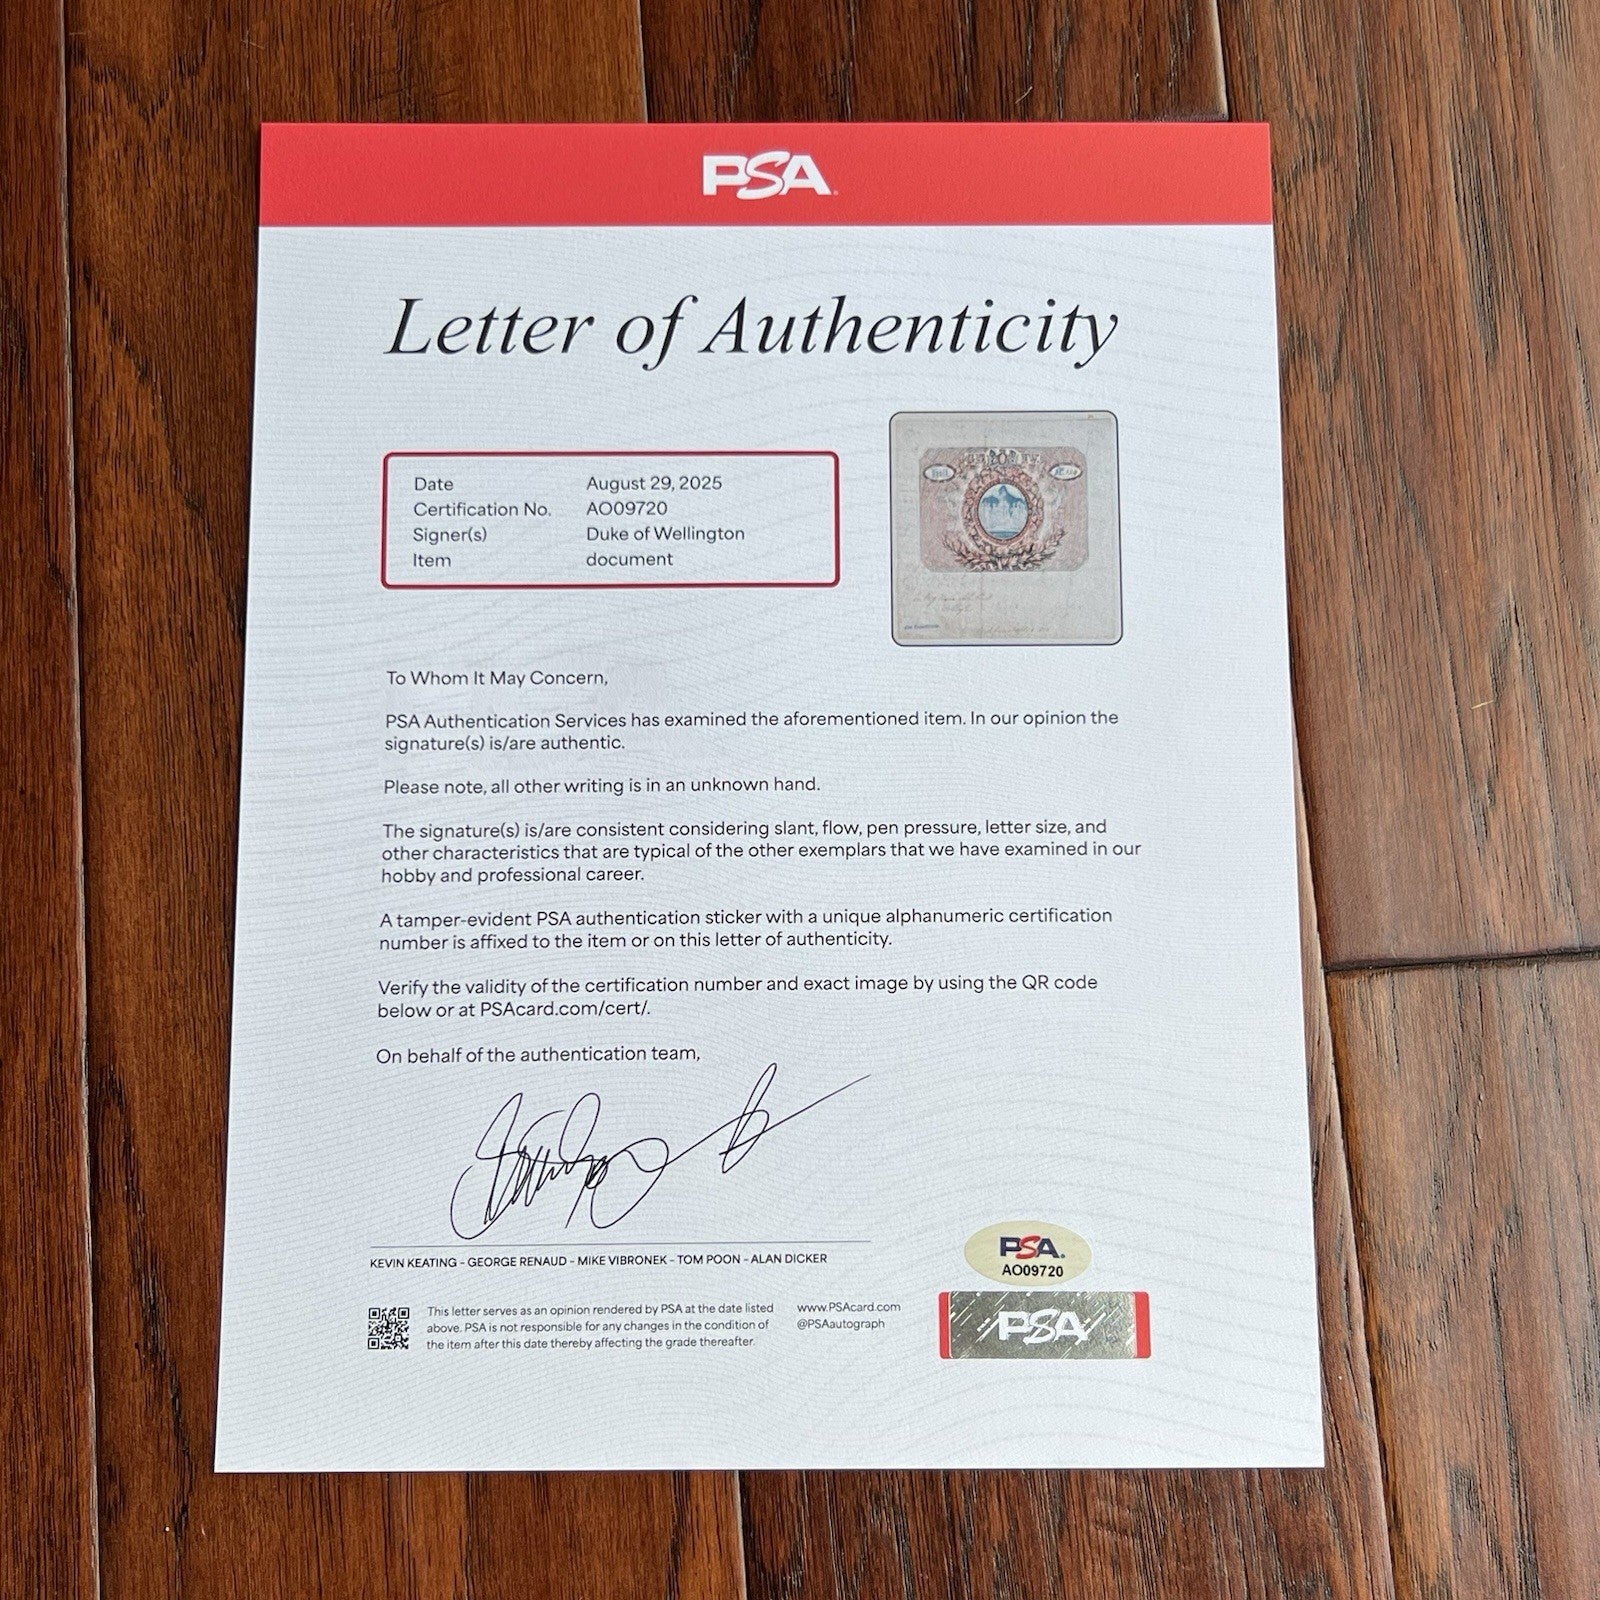 PSA
Letter of Authenticity
Date August 29, 2025
Certification No. AO09720
Signer(s) Duke of Wellington
Item document
To Whom It May Concern,
PSA Authentication Services has examined the aforementioned item. In our opinion the
signature(s) is/are authentic.
Please note, all other writing is in an unknown hand.
The signature(s) is/are consistent considering slant, flow, pen pressure, letter size, and
other characteristics that are typical of the other exemplars that we have examined in our
hobby and professional career.
A tamper-evident PSA authentication sticker with a unique alphanumeric certification
number is affixed to the item or on this letter of authenticity.
Verify the validity of the certification number and exact image by using the QR code
below or at PSAcard.com/cert/.
On behalf of the authentication team,
KEVIN KEATING - GEORGE RENAUD - MIKE VIBRONEK - TOM POON - ALAN DICKER
This letter serves as an opinion rendered by PSA at the date listed
above. PSA is not responsible for any changes in the condition of
the item after this date thereby affecting the grade thereafter.
www.PSAcard.com
@PSAautograph
PSA
AO09720
PSA